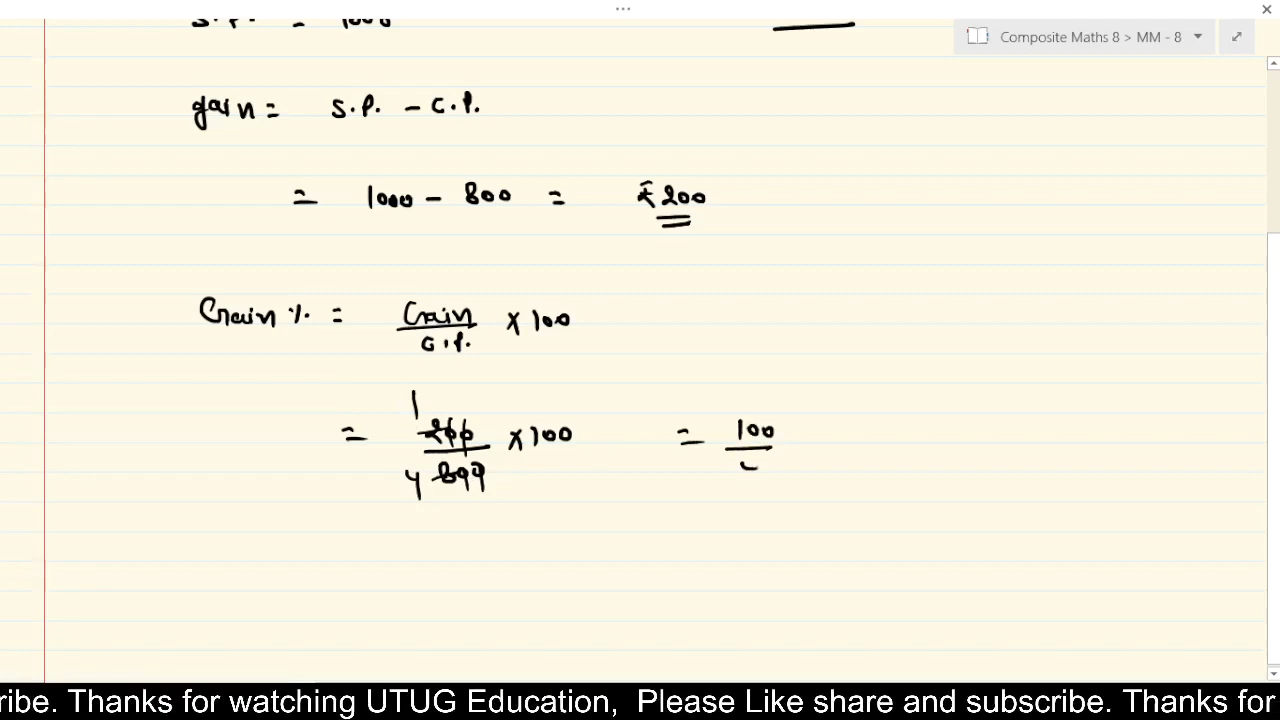 ...
S.P. = 1000
Composite Maths 8 > MM - 8
gain = S.P. - C.P.
= 1000 - 800 = ₹200
Gain % = Gain / C.P. × 100
= 1 200 / 4 800 × 100 = 100
ribe. Thanks for watching UTUG Education, Please Like share and subscribe. Thanks for